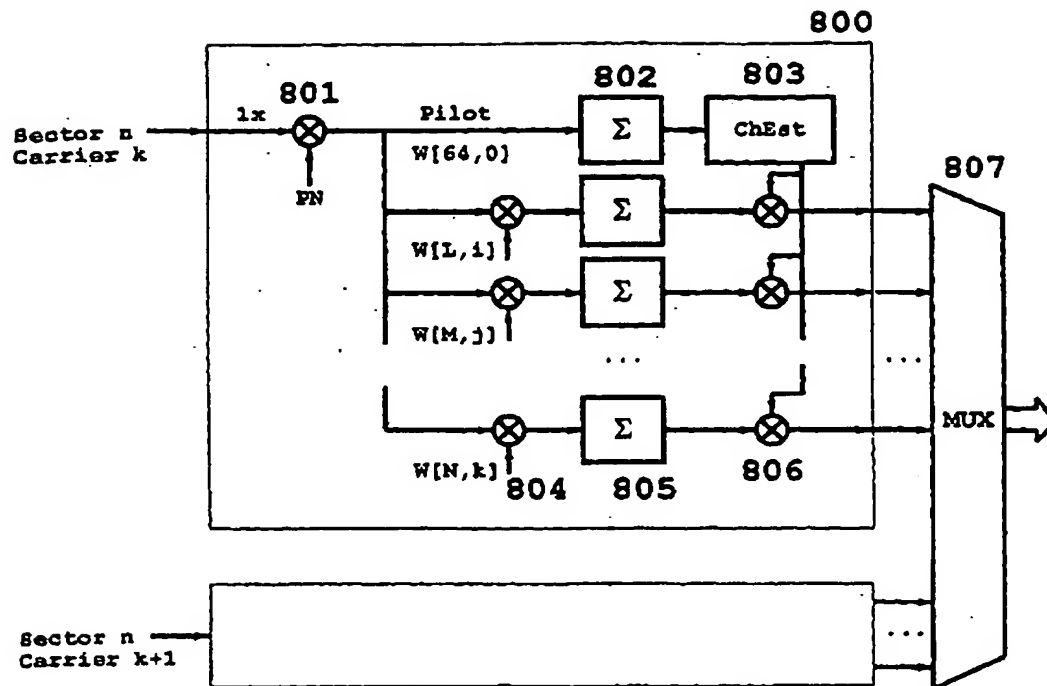 800
801
802
803
1x
Pilot
Σ
ChEst
Sector n
Carrier k
W[64,0]
PN
807
Σ
W[L,i]
Σ
W[M,j]
...
...
Σ
MUX
W[N,k]
804
805
806
Sector n
Carrier k+1
...